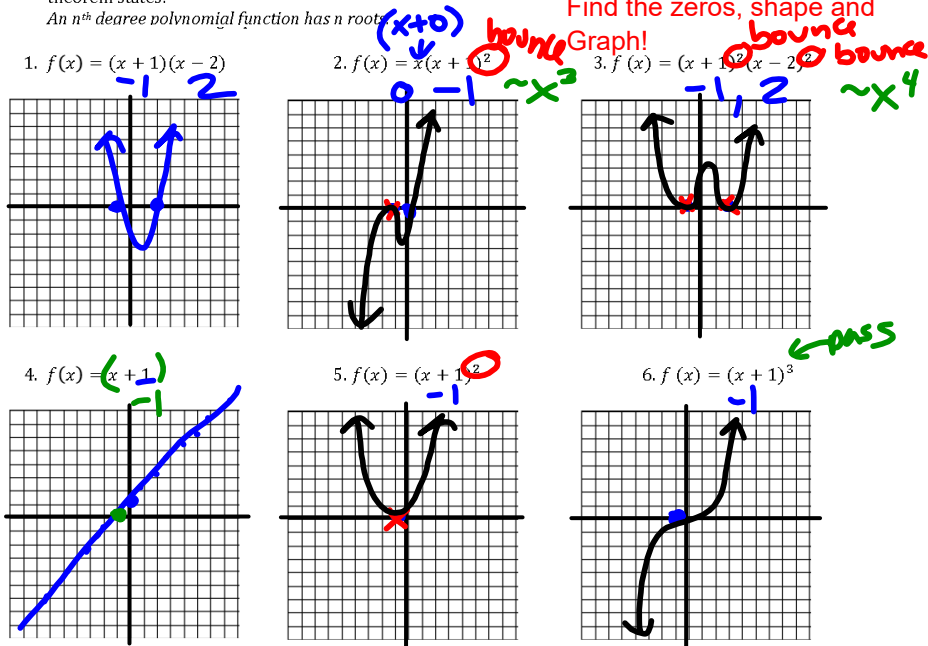 theorem states:
An nᵗʰ degree polynomial function has n roots.
Find the zeros, shape and
Graph!
(x+0)
bounce
bounce
bounce
1. f(x) = (x + 1)(x − 2)
2. f(x) = x(x + 1)²
3. f (x) = (x + 1)²(x − 2)²
-1 2
0 -1
~x³
-1, 2
~x⁴
pass
4. f(x) = (x + 1)
5. f(x) = (x + 1)²
6. f (x) = (x + 1)³
-1
-1
-1